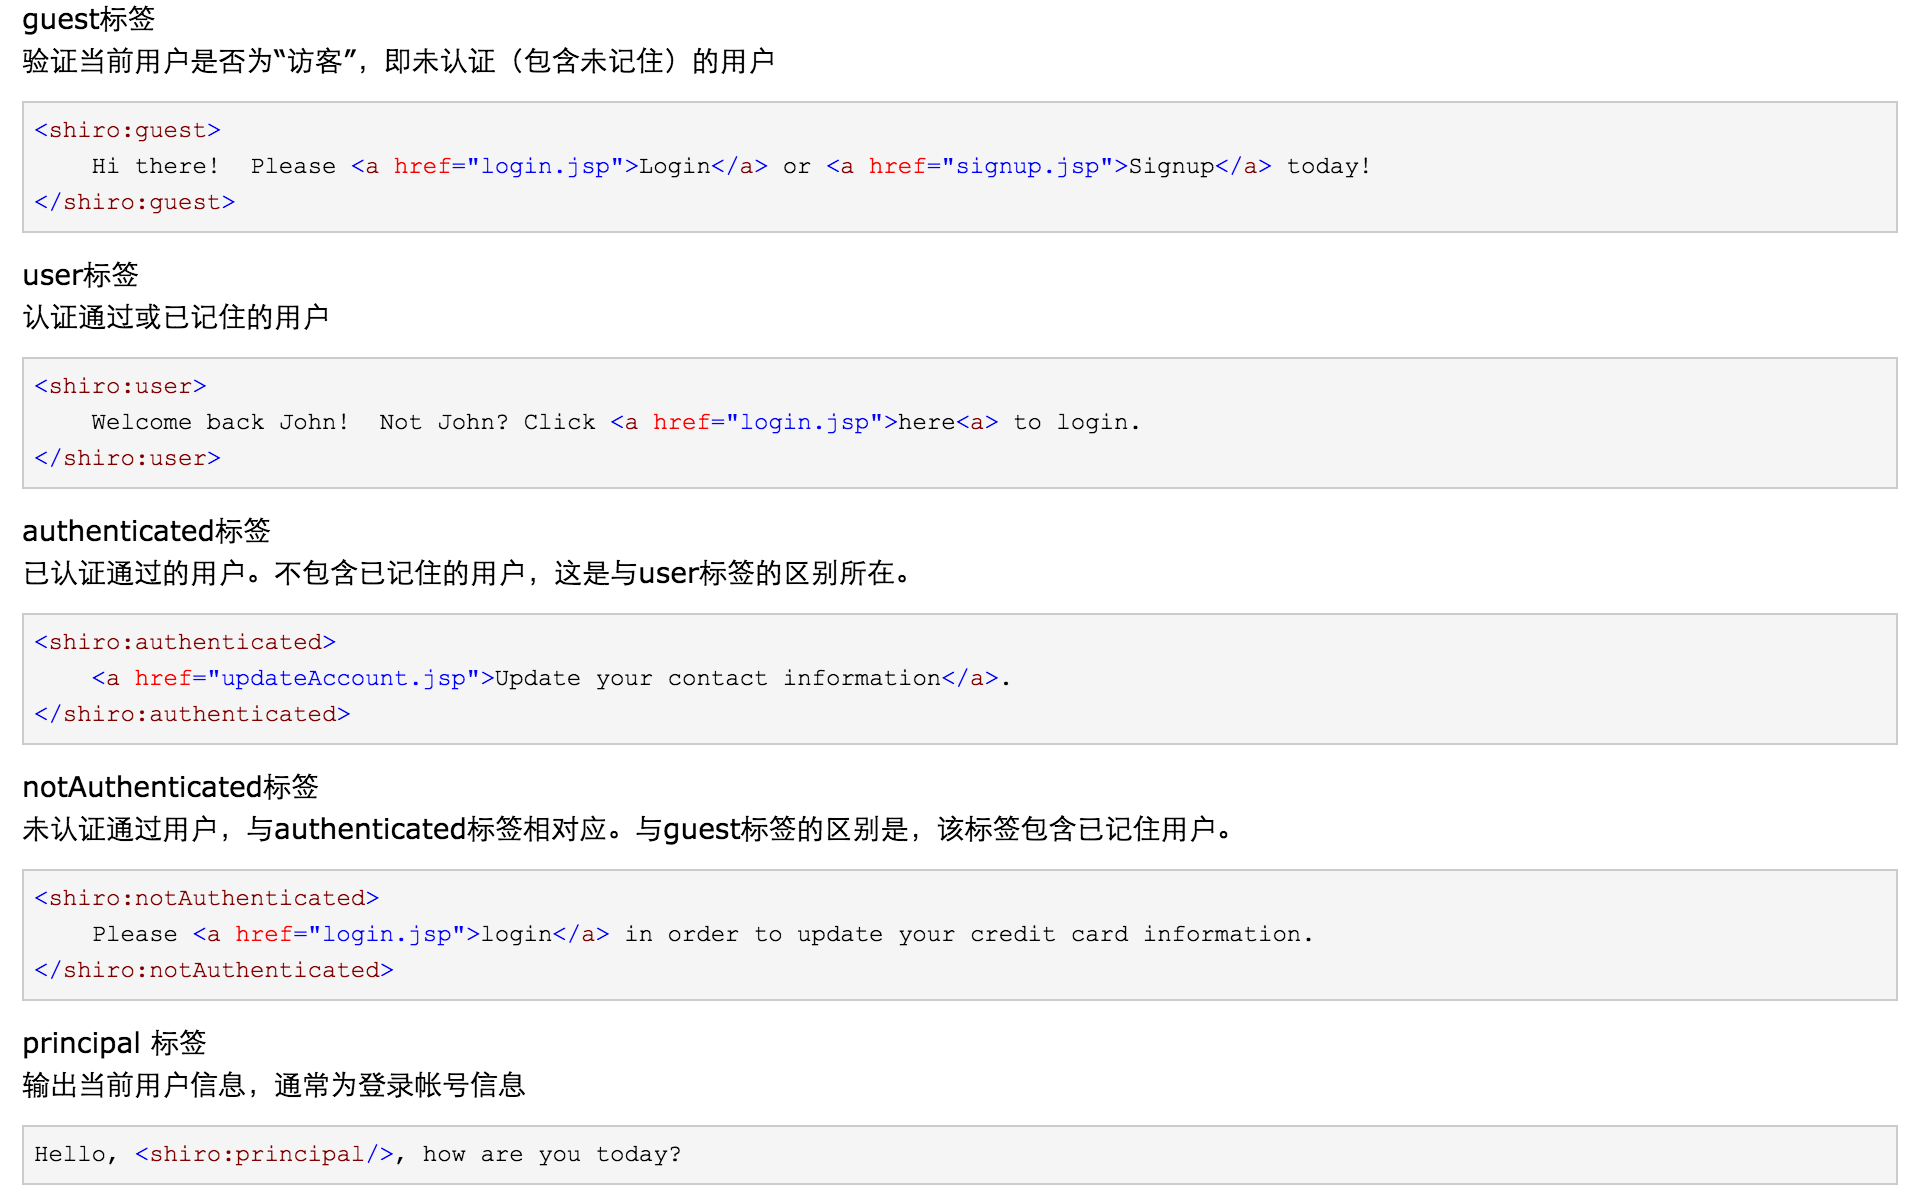 guest标签
验证当前用户是否为“访客”，即未认证（包含未记住）的用户
<shiro:guest>
    Hi there!  Please <a href="login.jsp">Login</a> or <a href="signup.jsp">Signup</a> today!
</shiro:guest>
user标签
认证通过或已记住的用户
<shiro:user>
    Welcome back John!  Not John? Click <a href="login.jsp">here<a> to login.
</shiro:user>
authenticated标签
已认证通过的用户。不包含已记住的用户，这是与user标签的区别所在。
<shiro:authenticated>
    <a href="updateAccount.jsp">Update your contact information</a>.
</shiro:authenticated>
notAuthenticated标签
未认证通过用户，与authenticated标签相对应。与guest标签的区别是，该标签包含已记住用户。
<shiro:notAuthenticated>
    Please <a href="login.jsp">login</a> in order to update your credit card information.
</shiro:notAuthenticated>
principal 标签
输出当前用户信息，通常为登录帐号信息
Hello, <shiro:principal/>, how are you today?